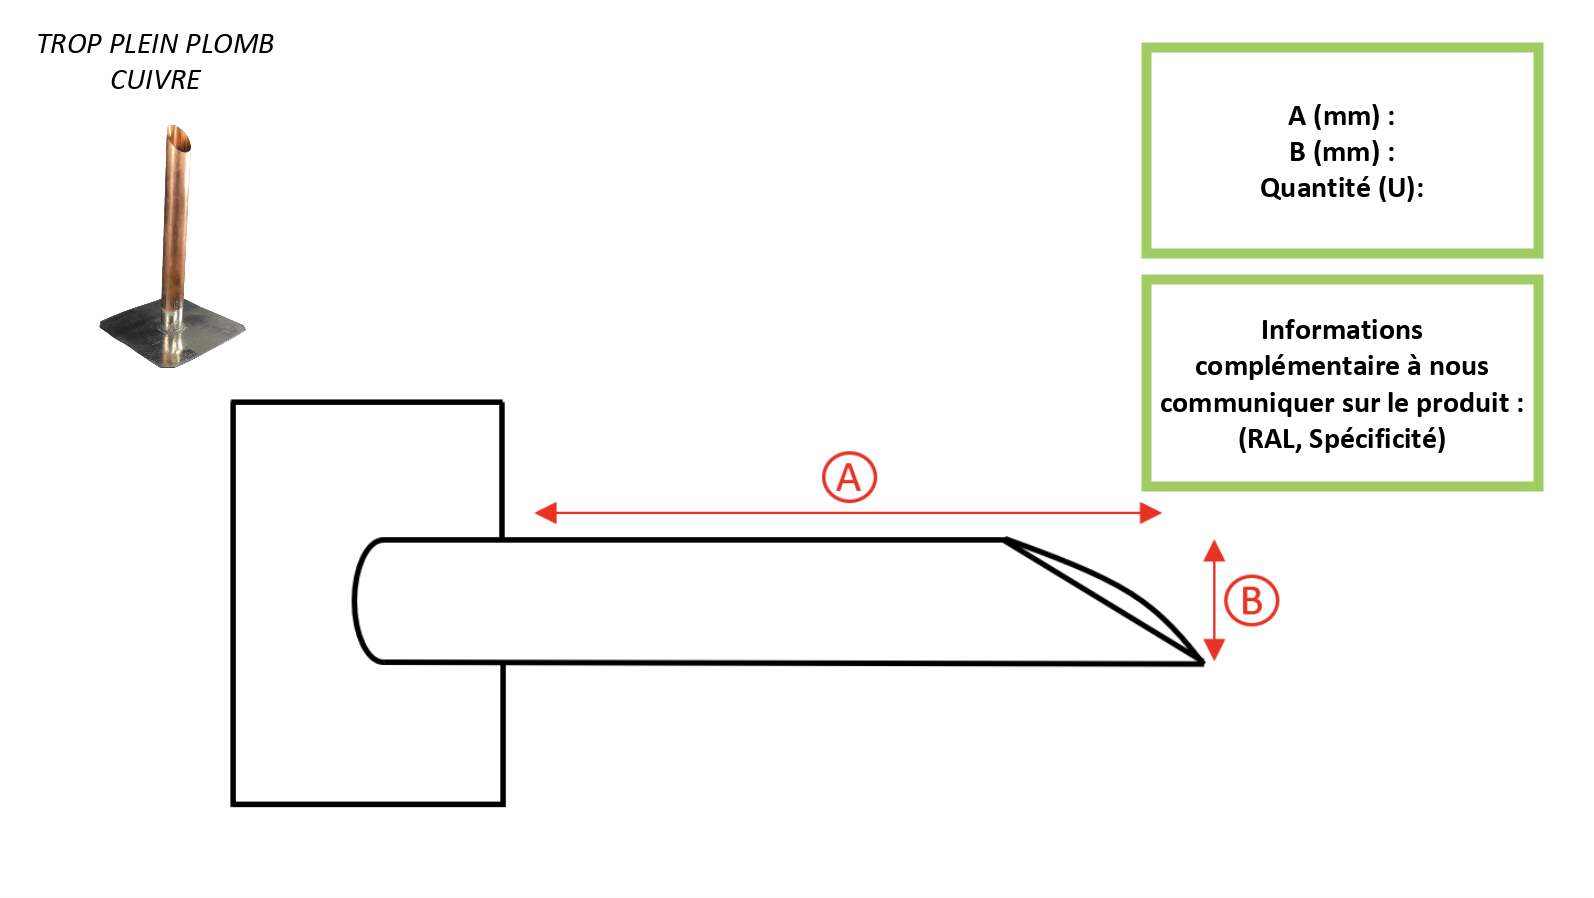 TROP PLEIN PLOMB
CUIVRE
A (mm) :
B (mm) :
Quantité (U):
Informations
complémentaire à nous
communiquer sur le produit :
(RAL, Spécificité)
A
B